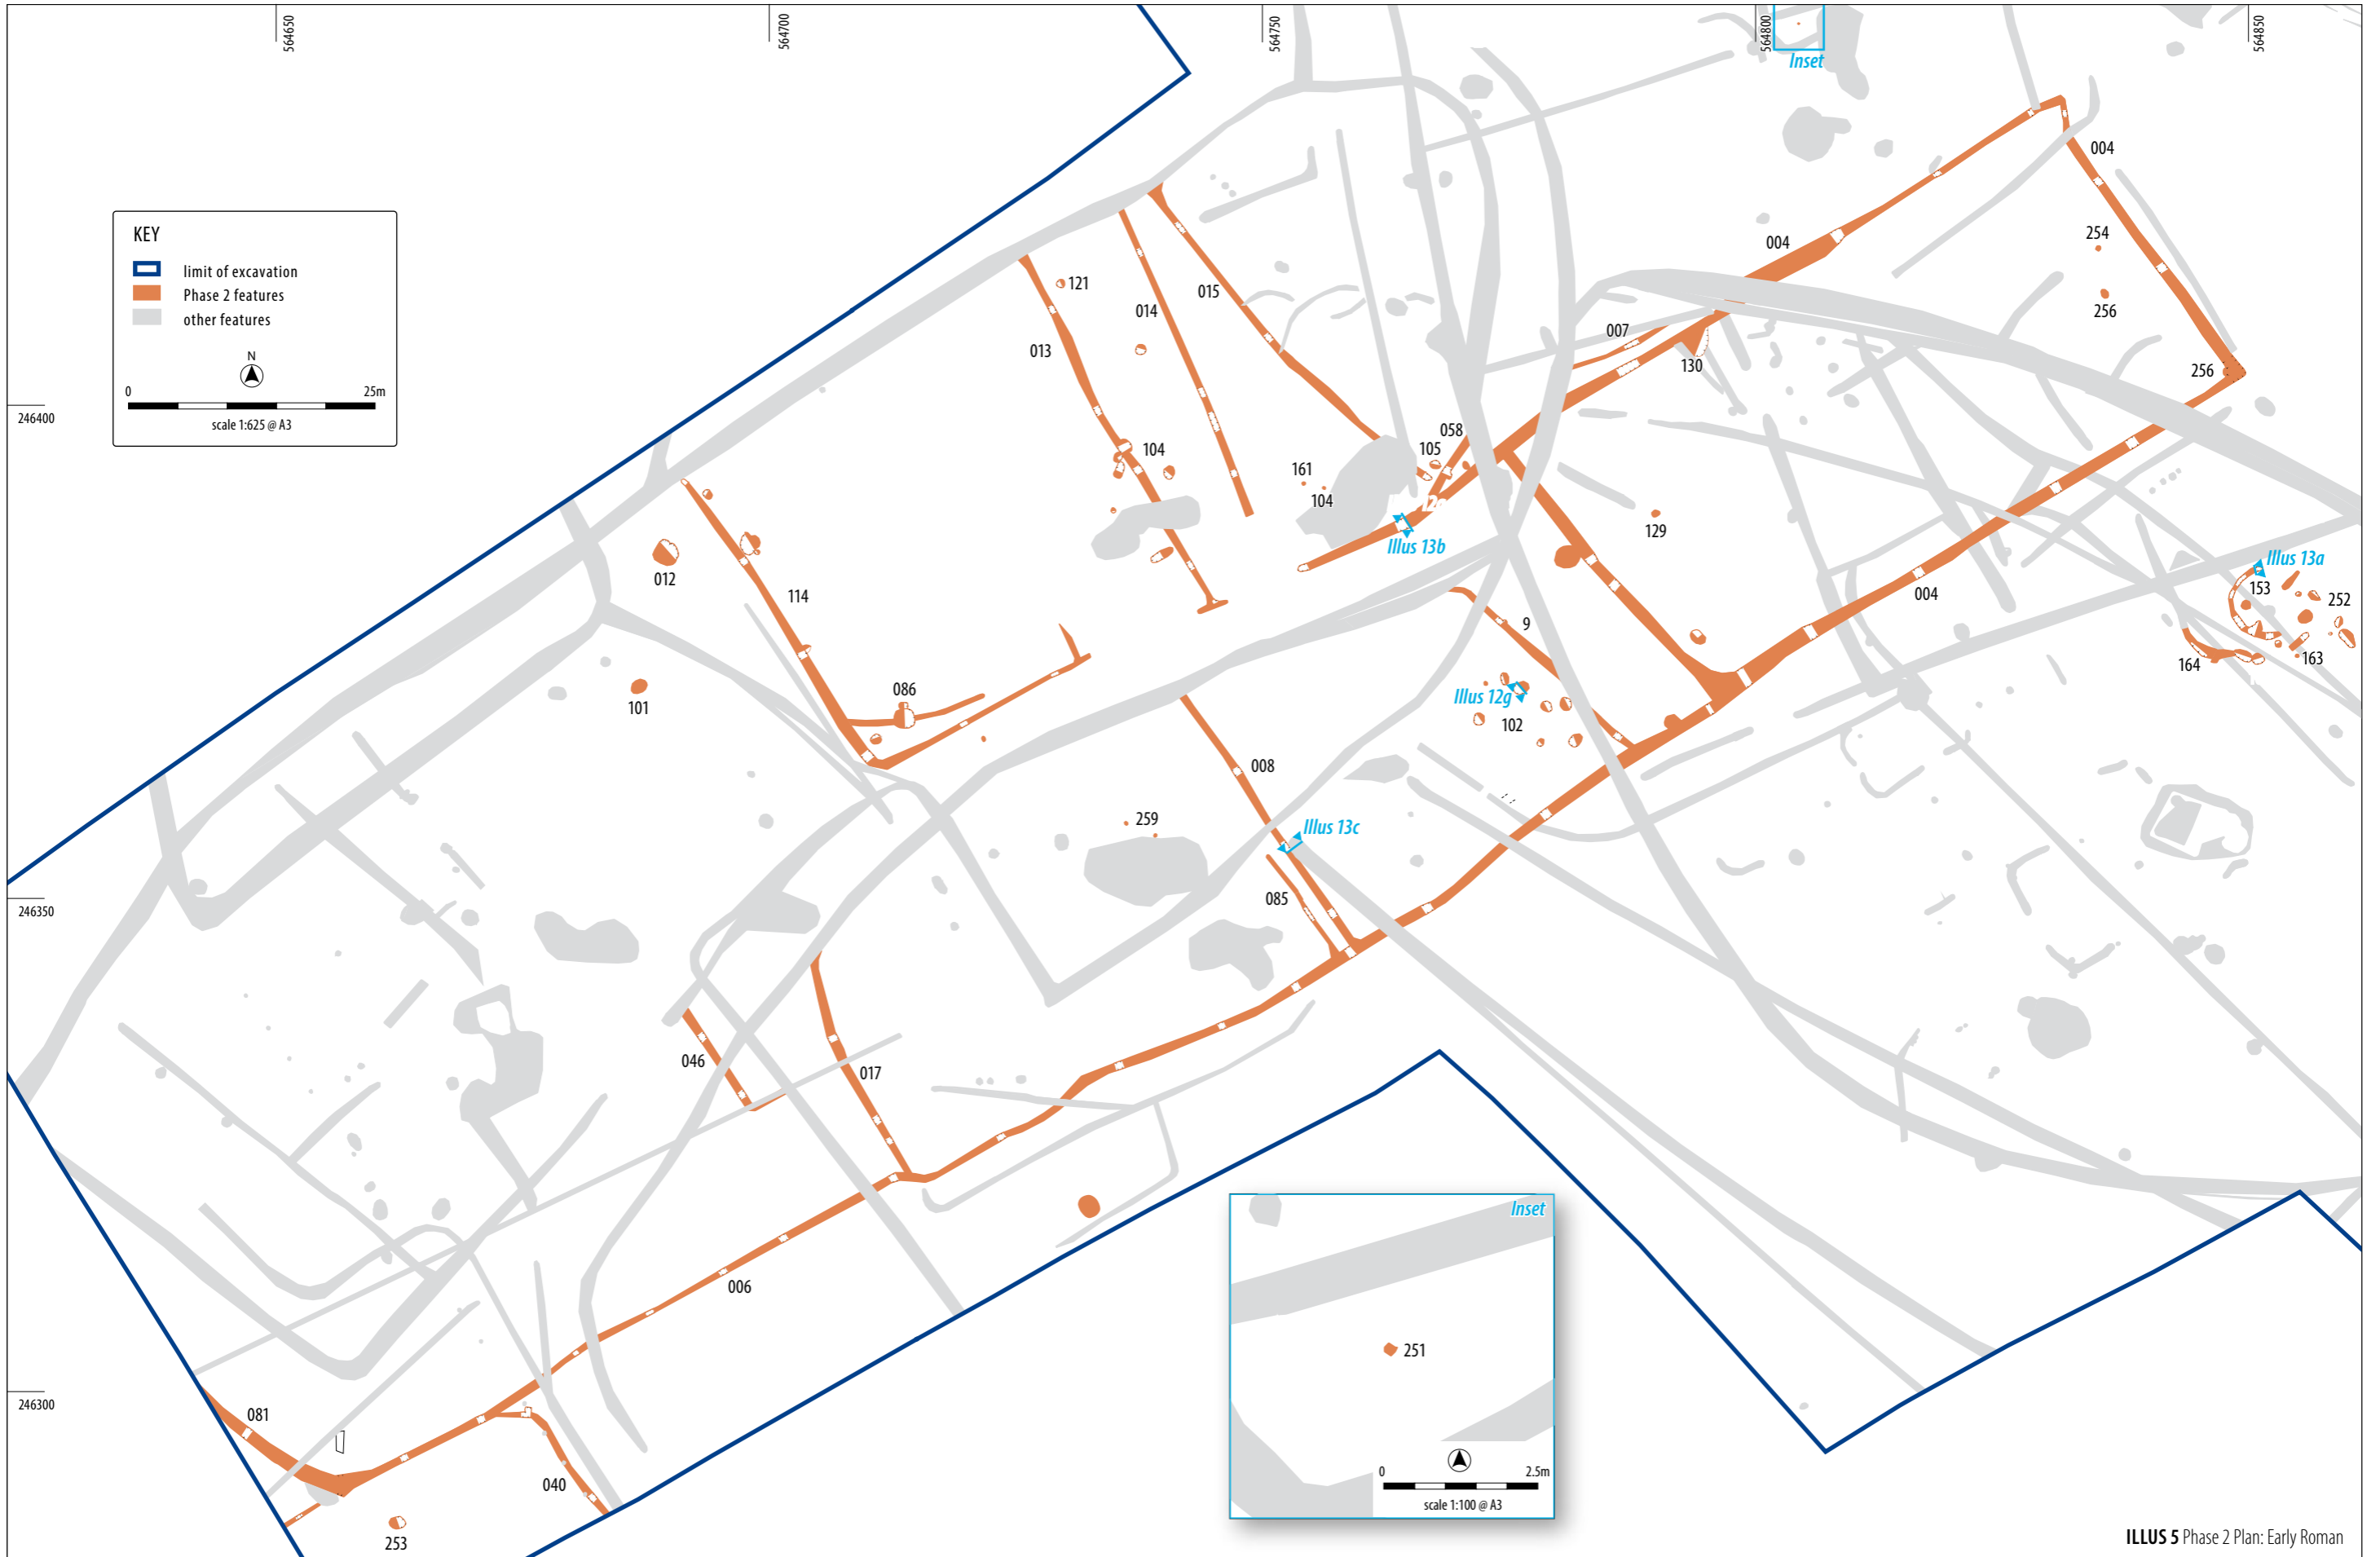 564650
564700
564750
564800
564850
Inset
KEY
limit of excavation
Phase 2 features
other features
N
0 25m
scale 1:625 @ A3
246400
246350
246300
004
254
256
256
004
007
130
015
014
121
013
104
058
105
161
104
Illus 13b
129
004
Illus 13a
153
252
163
164
012
114
086
101
9
Illus 12g
102
008
259
Illus 13c
085
046
017
006
081
040
253
Inset
251
0 2.5m
scale 1:100 @ A3
ILLUS 5 Phase 2 Plan: Early Roman